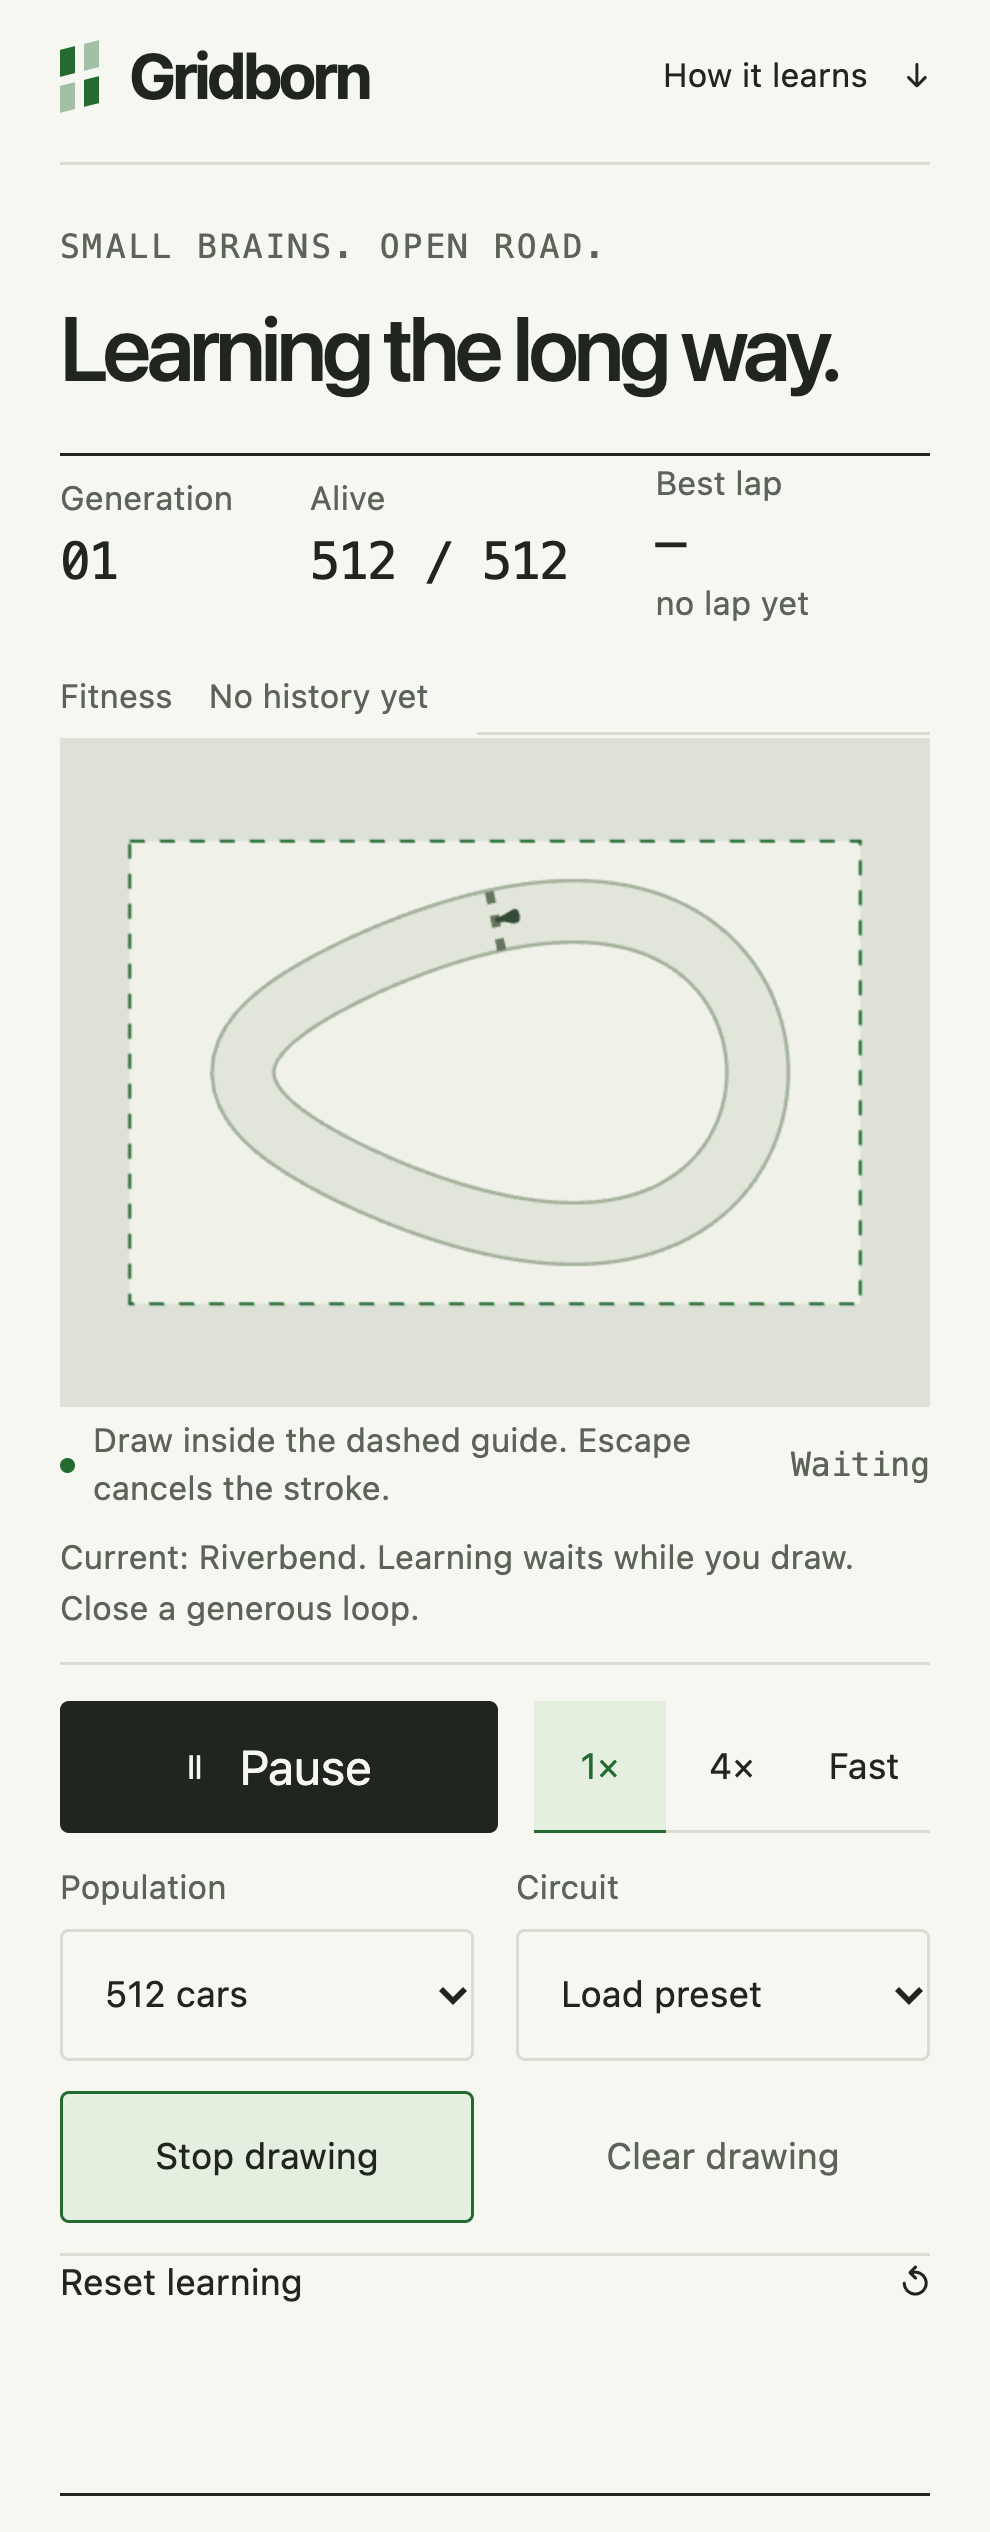 Gridborn
How it learns ↓
SMALL BRAINS. OPEN ROAD.
Learning the long way.
Generation
01
Alive
512 / 512
Best lap
—
no lap yet
Fitness No history yet
Draw inside the dashed guide. Escape
cancels the stroke.
Waiting
Current: Riverbend. Learning waits while you draw.
Close a generous loop.
Pause
1× 4× Fast
Population
512 cars
Circuit
Load preset
Stop drawing
Clear drawing
Reset learning